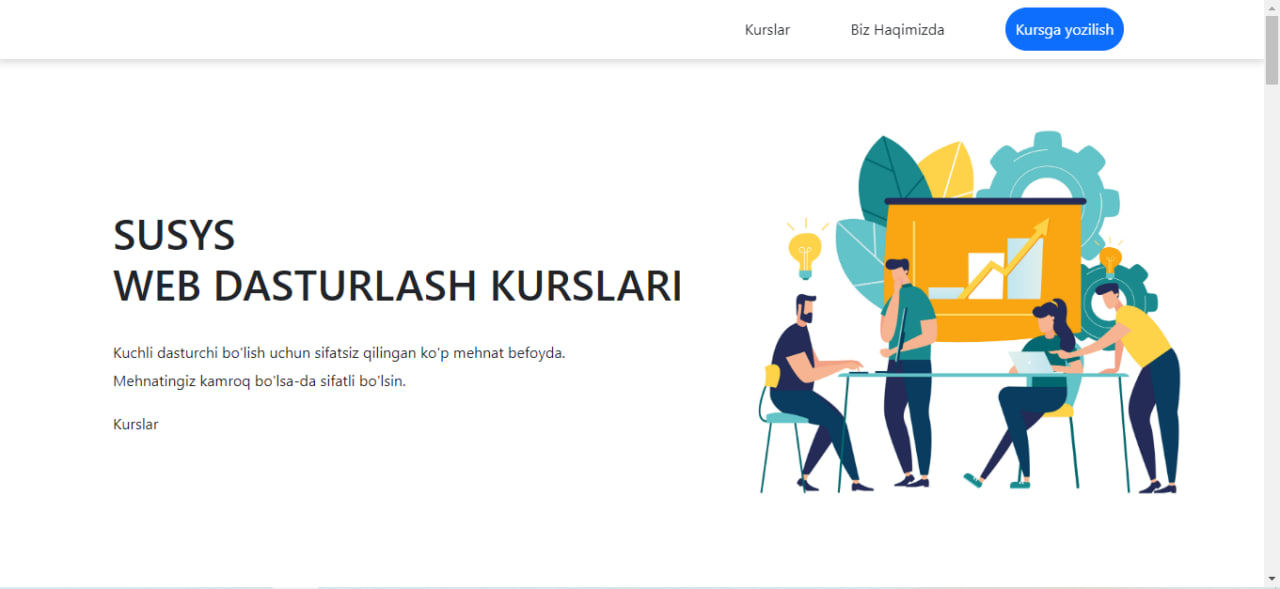 Kurslar
Biz Haqimizda
Kursga yozilish
SUSYS
WEB DASTURLASH KURSLARI
Kuchli dasturchi bo'lish uchun sifatsiz qilingan ko'p mehnat befoyda.
Mehnatingiz kamroq bo'lsa-da sifatli bo'lsin.
Kurslar